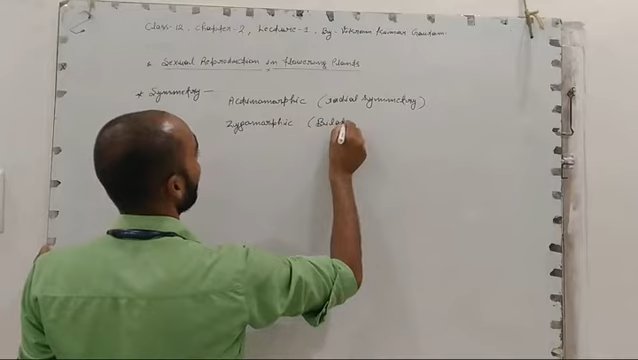 Class-12, Chapter-2, Lecture-1. By- Vikram Kumar Gautam
* Sexual Reproduction in flowering Plants
* Symmetry - Actinomorphic (radial symmetry)
Zygomorphic (Bilat